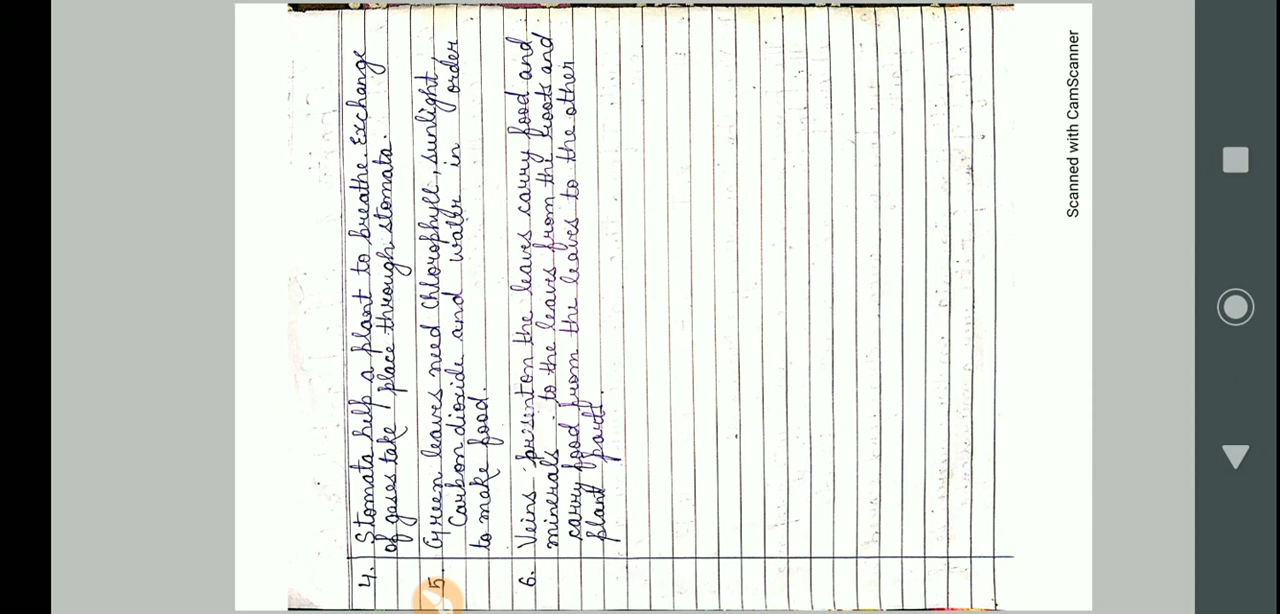 4. Stomata help a plant to breathe. Exchange
of gases take place through stomata.
5. Green leaves need Chlorophyll, sunlight,
Carbon dioxide and water in order
to make food.
6. Veins present on the leaves carry food and
minerals to the leaves from the roots and
carry food from the leaves to the other
plant parts.
Scanned with CamScanner